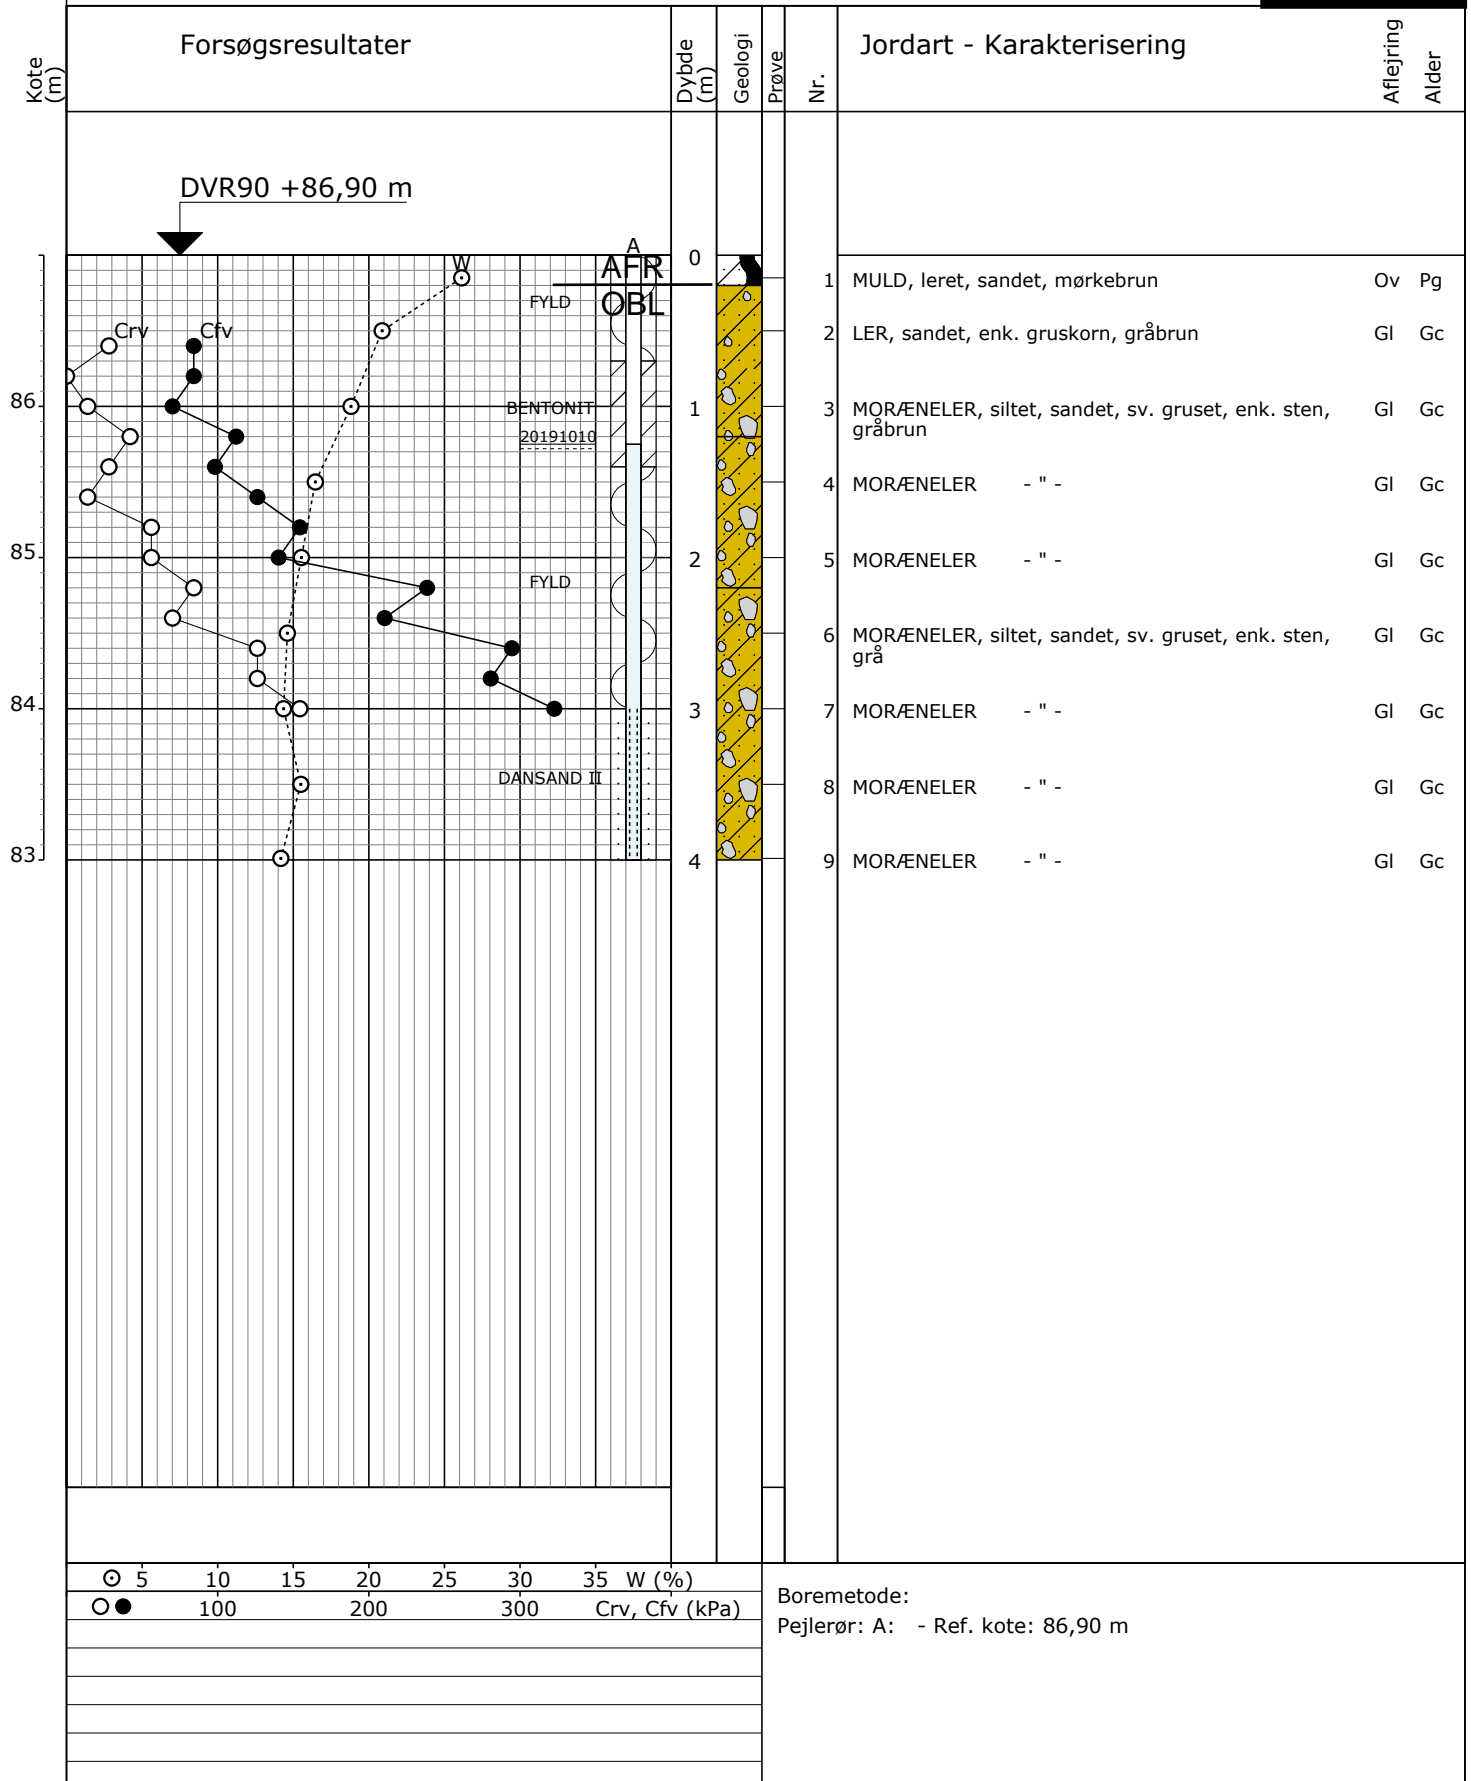 Kote (m)
Forsøgsresultater
Dybde (m)
Geologi
Prøve
Nr.
Jordart - Karakterisering
Aflejring
Alder
DVR90 +86,90 m
A
W
AFR
0
FYLD
OBL
1 MULD, leret, sandet, mørkebrun Ov Pg
Crv Cfv
2 LER, sandet, enk. gruskorn, gråbrun Gl Gc
86
BENTONIT
1
3 MORÆNELER, siltet, sandet, sv. gruset, enk. sten, Gl Gc
gråbrun
20191010
4 MORÆNELER - " - Gl Gc
85
2
5 MORÆNELER - " - Gl Gc
FYLD
6 MORÆNELER, siltet, sandet, sv. gruset, enk. sten, Gl Gc
grå
84
3
7 MORÆNELER - " - Gl Gc
DANSAND II
8 MORÆNELER - " - Gl Gc
83
4
9 MORÆNELER - " - Gl Gc
5 10 15 20 25 30 35 W (%)
100 200 300 Crv, Cfv (kPa)
Boremetode:
Pejlerør: A: - Ref. kote: 86,90 m